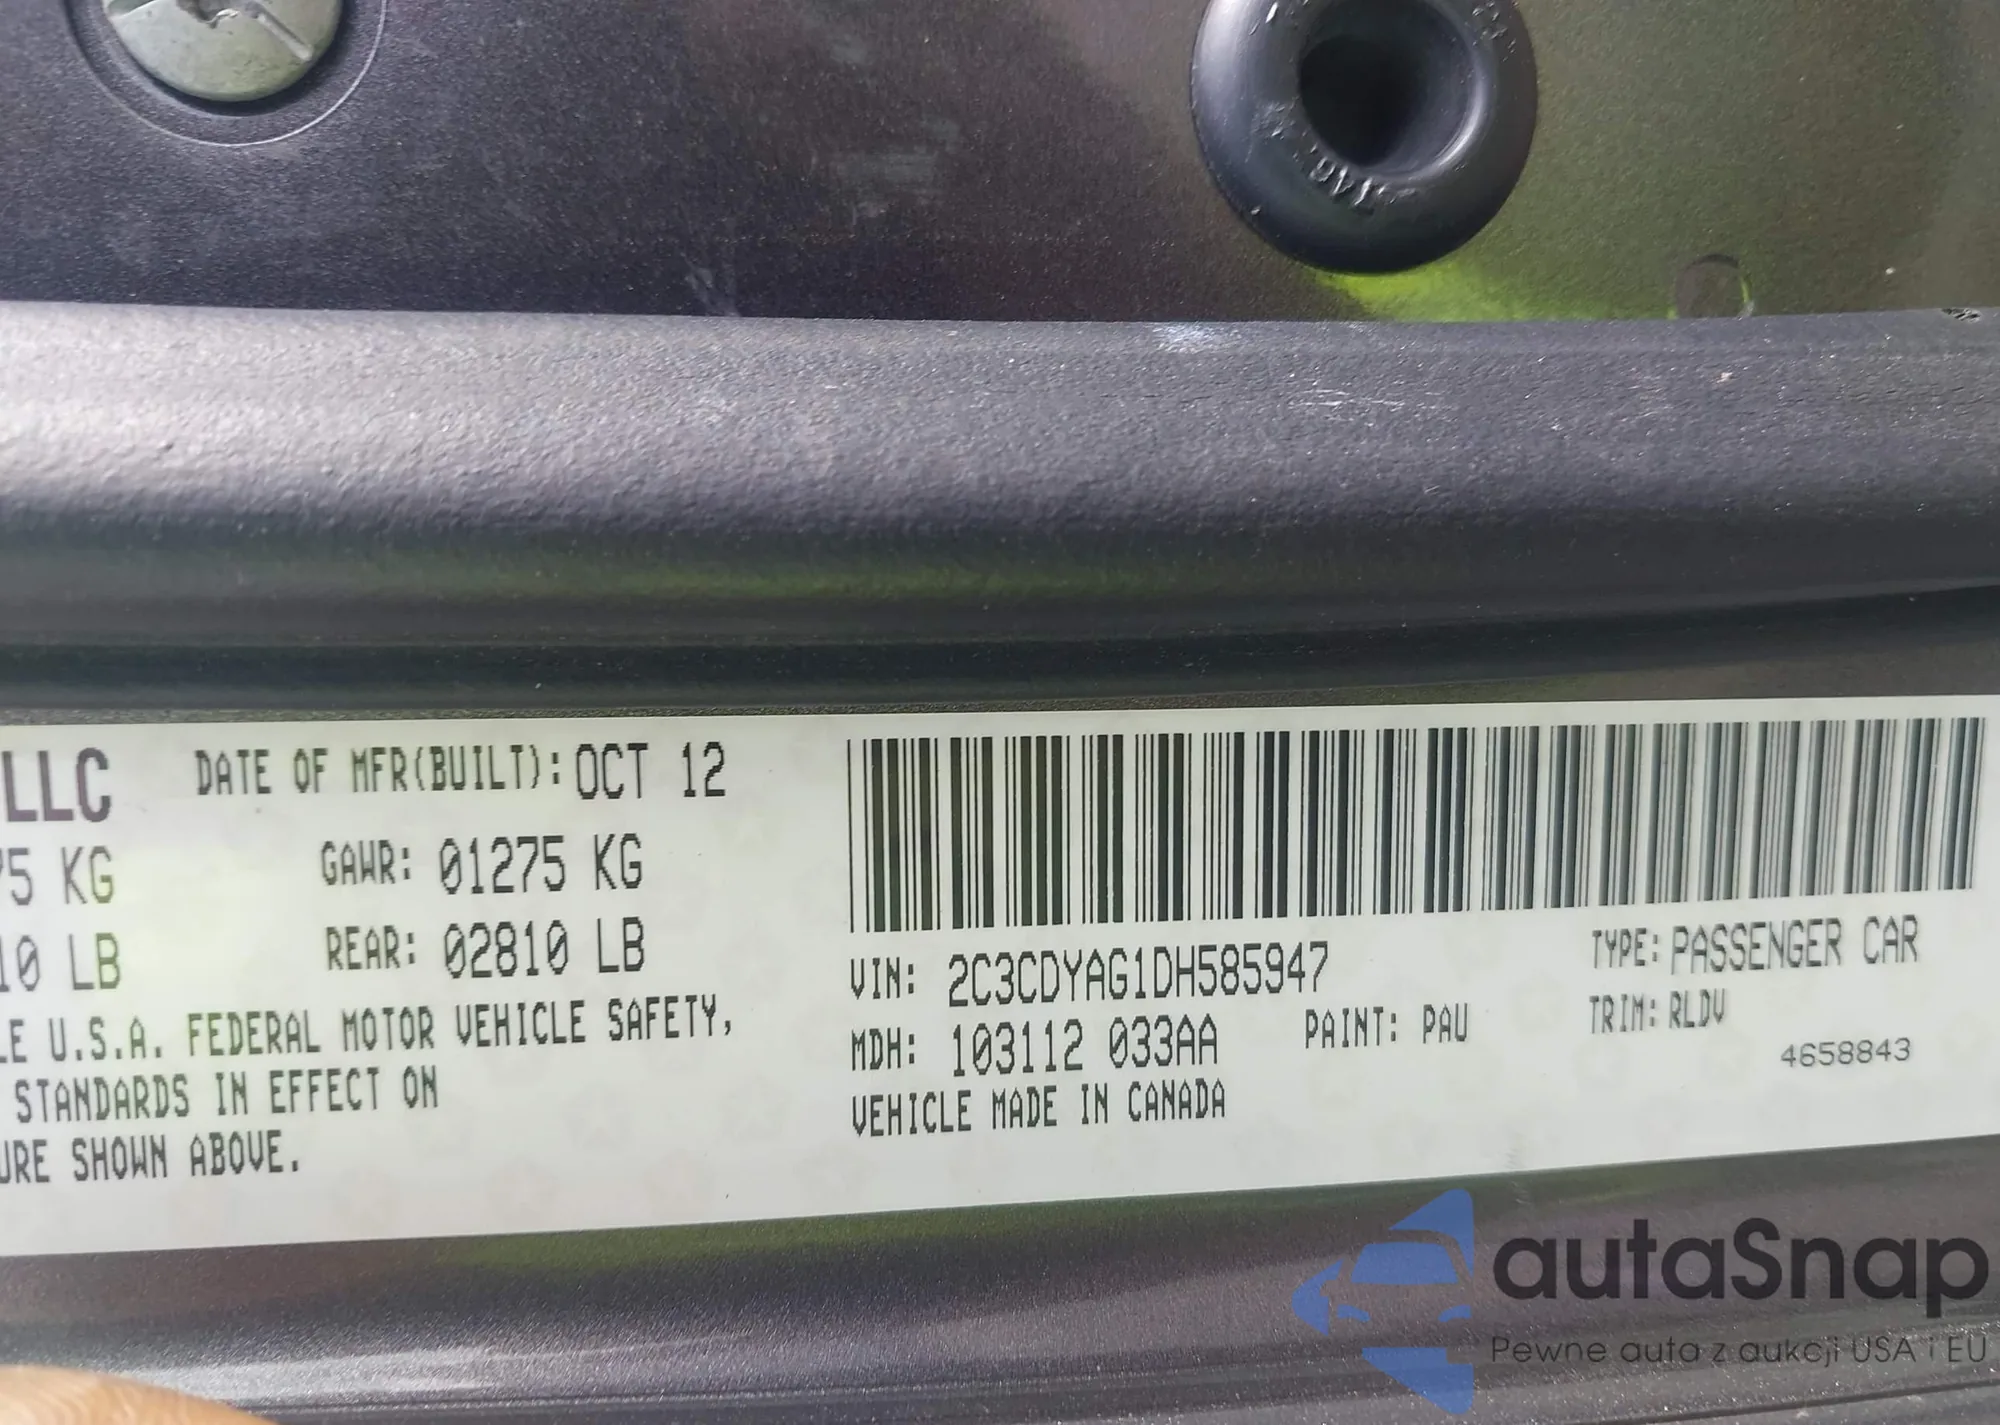 LLC DATE OF MFR(BUILT): OCT 12
75 KG GAWR: 01275 KG
10 LB REAR: 02810 LB
LE U.S.A. FEDERAL MOTOR VEHICLE SAFETY,
STANDARDS IN EFFECT ON
URE SHOWN ABOVE.
VIN: 2C3CDYAG1DH585947 TYPE: PASSENGER CAR
MDH: 103112 033AA PAINT: PAU TRIM: RLDV
4658843
VEHICLE MADE IN CANADA
autaSnap
Pewne auta z aukcji USA i EU